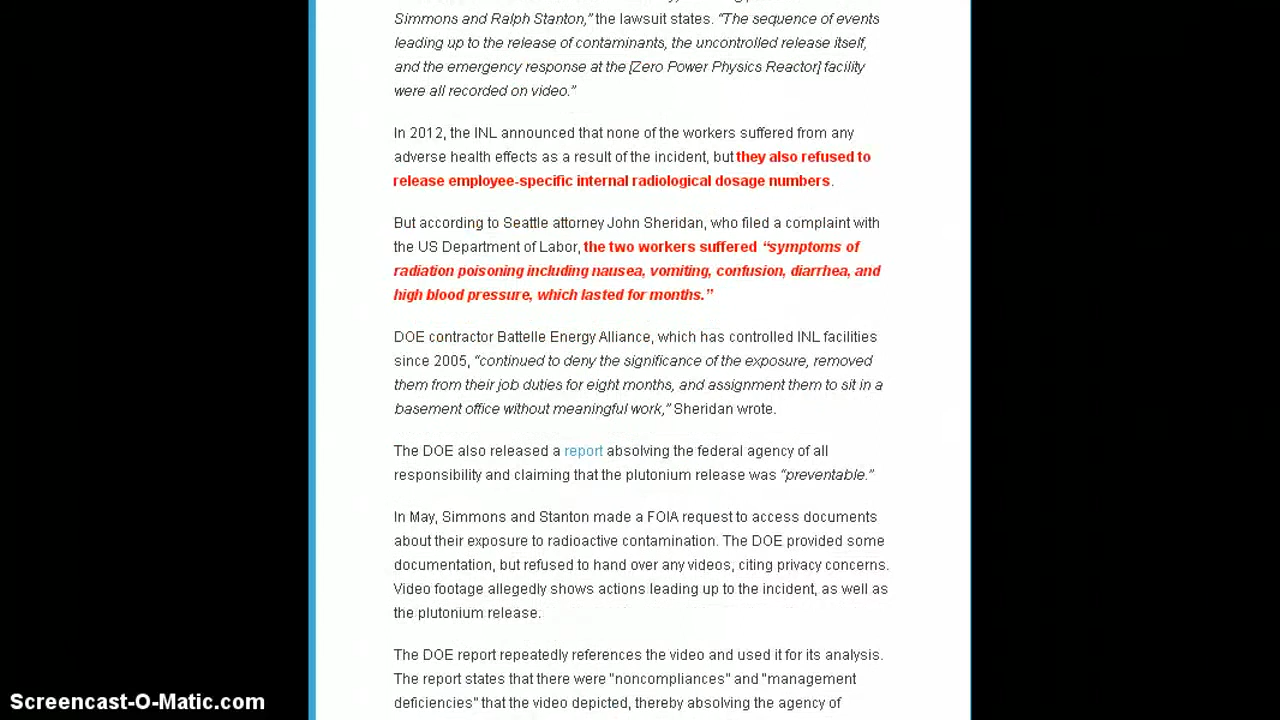 Simmons and Ralph Stanton,” the lawsuit states. “The sequence of events
leading up to the release of contaminants, the uncontrolled release itself,
and the emergency response at the [Zero Power Physics Reactor] facility
were all recorded on video.”
In 2012, the INL announced that none of the workers suffered from any
adverse health effects as a result of the incident, but they also refused to
release employee-specific internal radiological dosage numbers.
But according to Seattle attorney John Sheridan, who filed a complaint with
the US Department of Labor, the two workers suffered “symptoms of
radiation poisoning including nausea, vomiting, confusion, diarrhea, and
high blood pressure, which lasted for months.”
DOE contractor Battelle Energy Alliance, which has controlled INL facilities
since 2005, “continued to deny the significance of the exposure, removed
them from their job duties for eight months, and assignment them to sit in a
basement office without meaningful work,” Sheridan wrote.
The DOE also released a report absolving the federal agency of all
responsibility and claiming that the plutonium release was “preventable.”
In May, Simmons and Stanton made a FOIA request to access documents
about their exposure to radioactive contamination. The DOE provided some
documentation, but refused to hand over any videos, citing privacy concerns.
Video footage allegedly shows actions leading up to the incident, as well as
the plutonium release.
The DOE report repeatedly references the video and used it for its analysis.
The report states that there were "noncompliances" and "management
deficiencies" that the video depicted, thereby absolving the agency of
Screencast-O-Matic.com